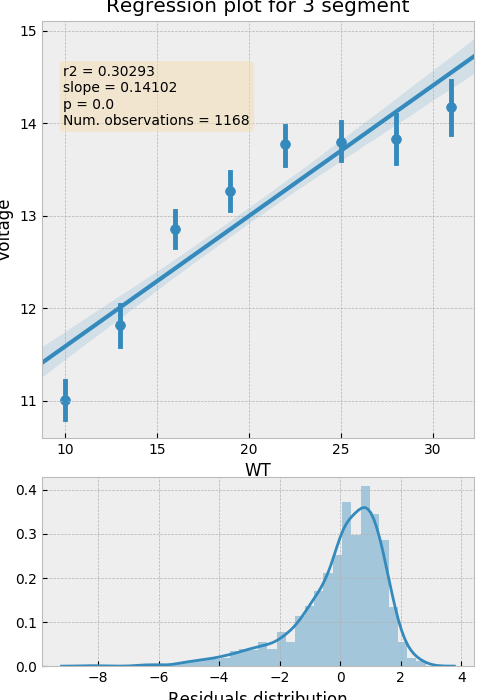 Regression plot for 3 segment
15
r2 = 0.30293
slope = 0.14102
p = 0.0
Num. observations = 1168
14
13
12
11
Voltage
10 15 20 25 30
WT
0.4
0.3
0.2
0.1
0.0
−8 −6 −4 −2 0 2 4
Residuals distribution